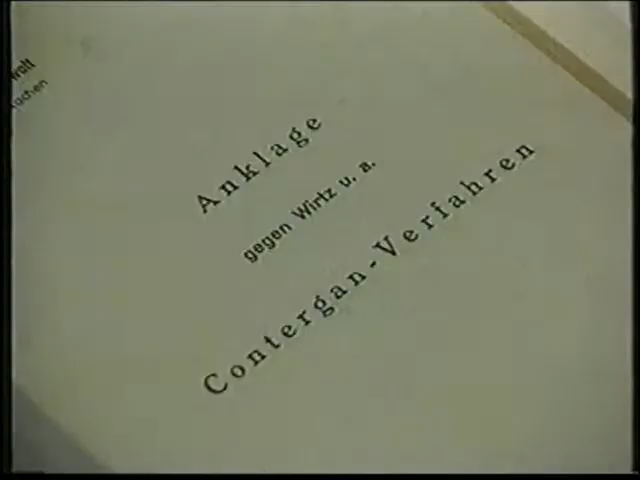 Anklage
gegen Wirtz u. a.
Contergan-Verfahren